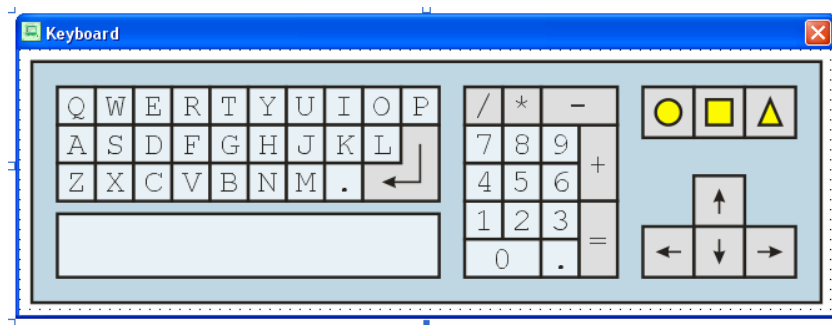 Keyboard
Q W E R T Y U I O P
A S D F G H J K L
Z X C V B N M .
/ * -
7 8 9 +
4 5 6
1 2 3 =
0 .